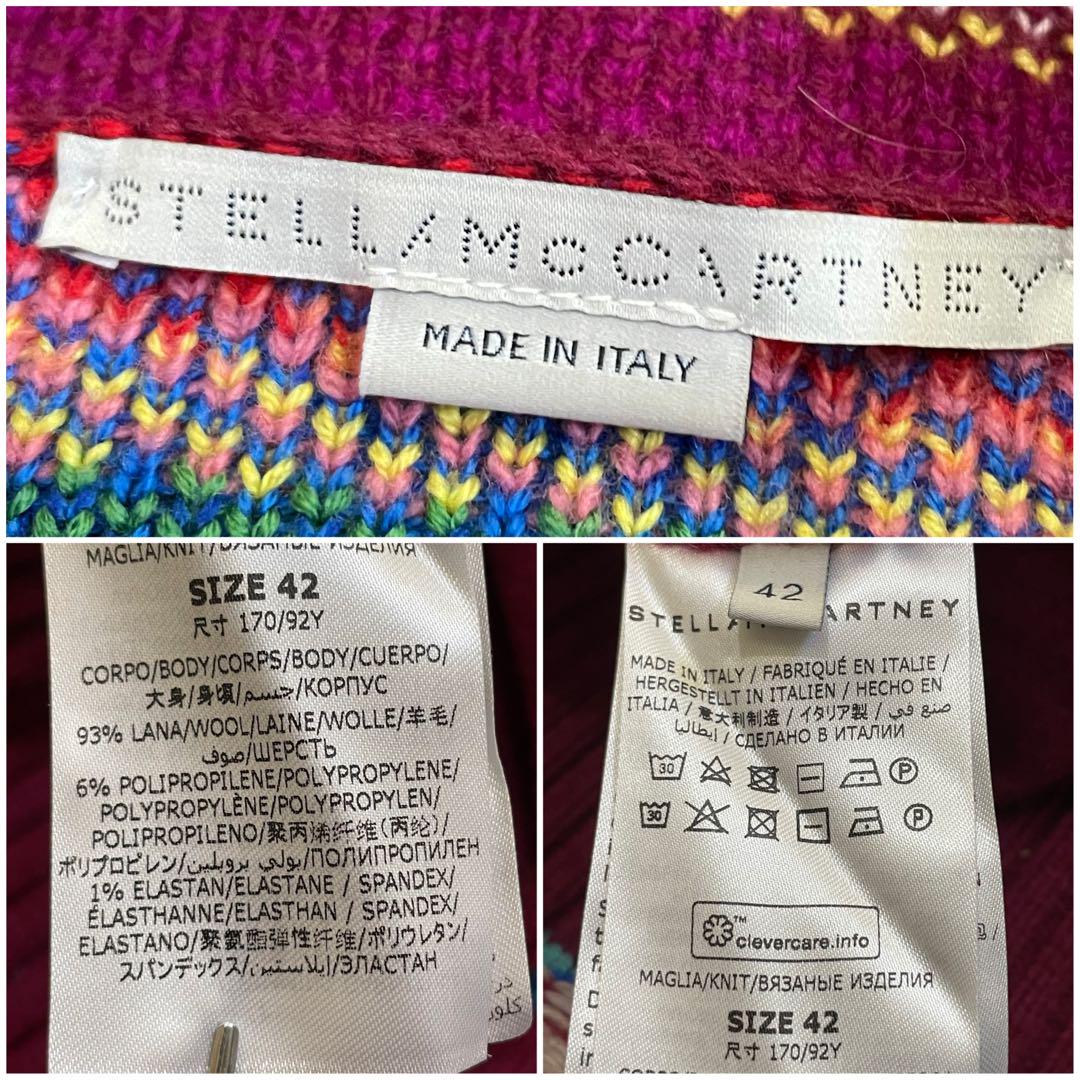 STELLA McCARTNEY
MADE IN ITALY
MAGLIA/KNIT/ВЯЗАНЫЕ ИЗДЕЛИЯ
SIZE 42
尺寸 170/92Y
CORPO/BODY/CORPS/BODY/CUERPO/
大身/身頃/جسم/КОРПУС
93% LANA/WOOL/LAINE/WOLLE/羊毛/
صوف/ШЕРСТЬ
6% POLIPROPILENE/POLYPROPYLENE/
POLYPROPYLÈNE/POLYPROPYLEN/
POLIPROPILENO/聚丙烯纤维(丙纶)/
ポリプロピレン/بولي بروبلين/ПОЛИПРОПИЛЕН
1% ELASTAN/ELASTANE / SPANDEX/
ÉLASTHANNE/ELASTHAN / SPANDEX/
ELASTANO/聚氨酯弹性纤维/ポリウレタン/
スパンデックス/إيلاستين/ЭЛАСТАН
42
STELLA ARTNEY
MADE IN ITALY / FABRIQUÉ EN ITALIE /
HERGESTELLT IN ITALIEN / HECHO EN
ITALIA / 意大利制造 / イタリア製 / صنع في
إيطاليا / СДЕЛАНО В ИТАЛИИ
30
30
clevercare.info
MAGLIA/KNIT/ВЯЗАНЫЕ ИЗДЕЛИЯ
SIZE 42
尺寸 170/92Y